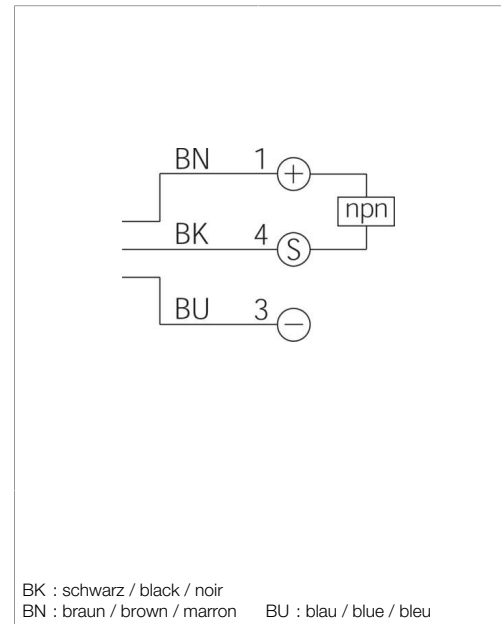 BN 1 +
npn
BK 4 S
BU 3 −
BK : schwarz / black / noir
BN : braun / brown / marron BU : blau / blue / bleu